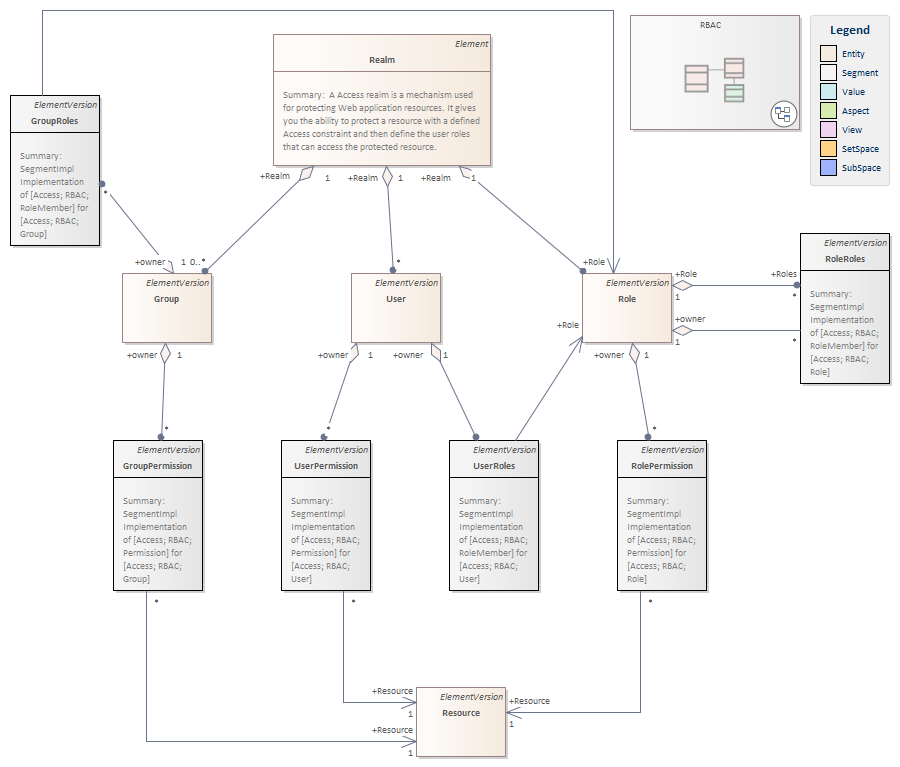 RBAC
Legend
Entity
Segment
Value
Aspect
View
SetSpace
SubSpace
Element
Realm
Summary: A Access realm is a mechanism used
for protecting Web application resources. It gives
you the ability to protect a resource with a defined
Access constraint and then define the user roles
that can access the protected resource.
+Realm 1 +Realm 1 +Realm 1
ElementVersion
GroupRoles
Summary:
SegmentImpl
Implementation
of [Access; RBAC;
RoleMember] for
[Access; RBAC;
Group]
*
+owner 1 0..* * +Role
ElementVersion
Group
ElementVersion
User
ElementVersion
Role
+Role 1 +Roles *
+owner 1 *
ElementVersion
RoleRoles
Summary:
SegmentImpl
Implementation
of [Access; RBAC;
RoleMember] for
[Access; RBAC;
Role]
+Role
+owner 1 +owner 1 +owner 1 +owner 1
* * *
ElementVersion
GroupPermission
Summary:
SegmentImpl
Implementation
of [Access; RBAC;
Permission] for
[Access; RBAC;
Group]
*
ElementVersion
UserPermission
Summary:
SegmentImpl
Implementation
of [Access; RBAC;
Permission] for
[Access; RBAC;
User]
*
ElementVersion
UserRoles
Summary:
SegmentImpl
Implementation
of [Access; RBAC;
RoleMember] for
[Access; RBAC;
User]
ElementVersion
RolePermission
Summary:
SegmentImpl
Implementation
of [Access; RBAC;
Permission] for
[Access; RBAC;
Role]
*
+Resource 1
+Resource 1
+Resource 1
ElementVersion
Resource